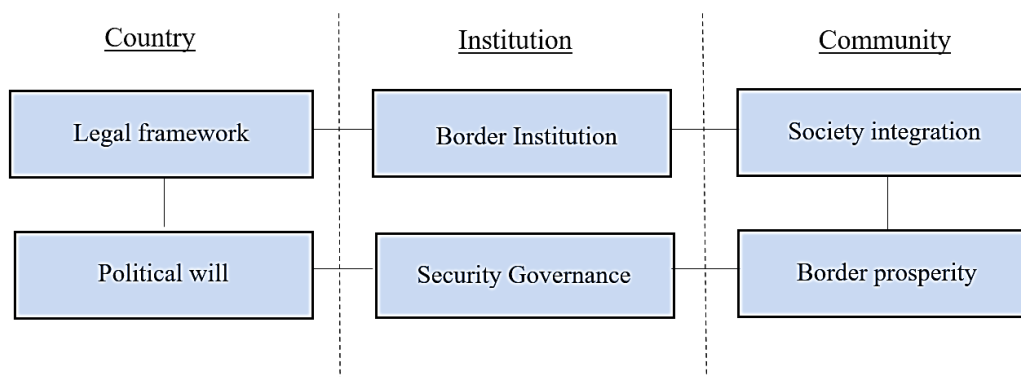 Country
Institution
Community
Legal framework
Border Institution
Society integration
Political will
Security Governance
Border prosperity